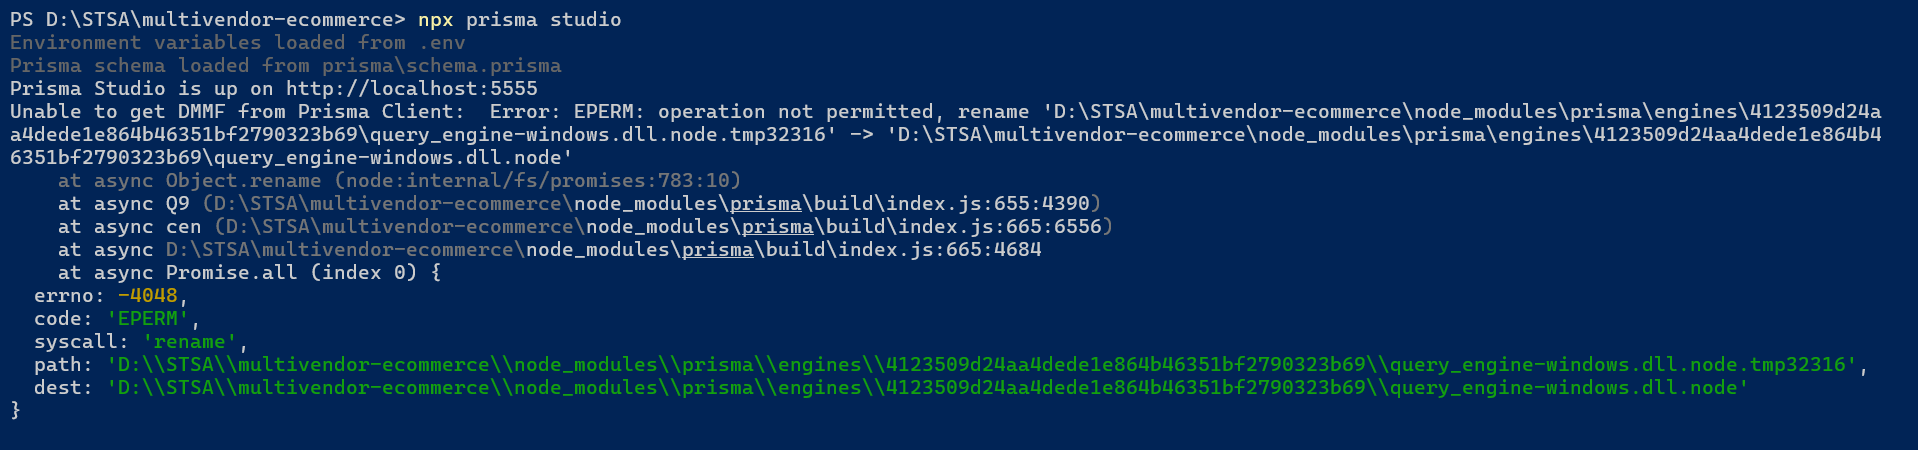 PS D:\STSA\multivendor-ecommerce> npx prisma studio
Environment variables loaded from .env
Prisma schema loaded from prisma\schema.prisma
Prisma Studio is up on http://localhost:5555
Unable to get DMMF from Prisma Client:  Error: EPERM: operation not permitted, rename 'D:\STSA\multivendor-ecommerce\node_modules\prisma\engines\4123509d24a
a4dede1e864b46351bf2790323b69\query_engine-windows.dll.node.tmp32316' -> 'D:\STSA\multivendor-ecommerce\node_modules\prisma\engines\4123509d24aa4dede1e864b4
6351bf2790323b69\query_engine-windows.dll.node'
    at async Object.rename (node:internal/fs/promises:783:10)
    at async Q9 (D:\STSA\multivendor-ecommerce\node_modules\prisma\build\index.js:655:4390)
    at async cen (D:\STSA\multivendor-ecommerce\node_modules\prisma\build\index.js:665:6556)
    at async D:\STSA\multivendor-ecommerce\node_modules\prisma\build\index.js:665:4684
    at async Promise.all (index 0) {
  errno: -4048,
  code: 'EPERM',
  syscall: 'rename',
  path: 'D:\\STSA\\multivendor-ecommerce\\node_modules\\prisma\\engines\\4123509d24aa4dede1e864b46351bf2790323b69\\query_engine-windows.dll.node.tmp32316',
  dest: 'D:\\STSA\\multivendor-ecommerce\\node_modules\\prisma\\engines\\4123509d24aa4dede1e864b46351bf2790323b69\\query_engine-windows.dll.node'
}